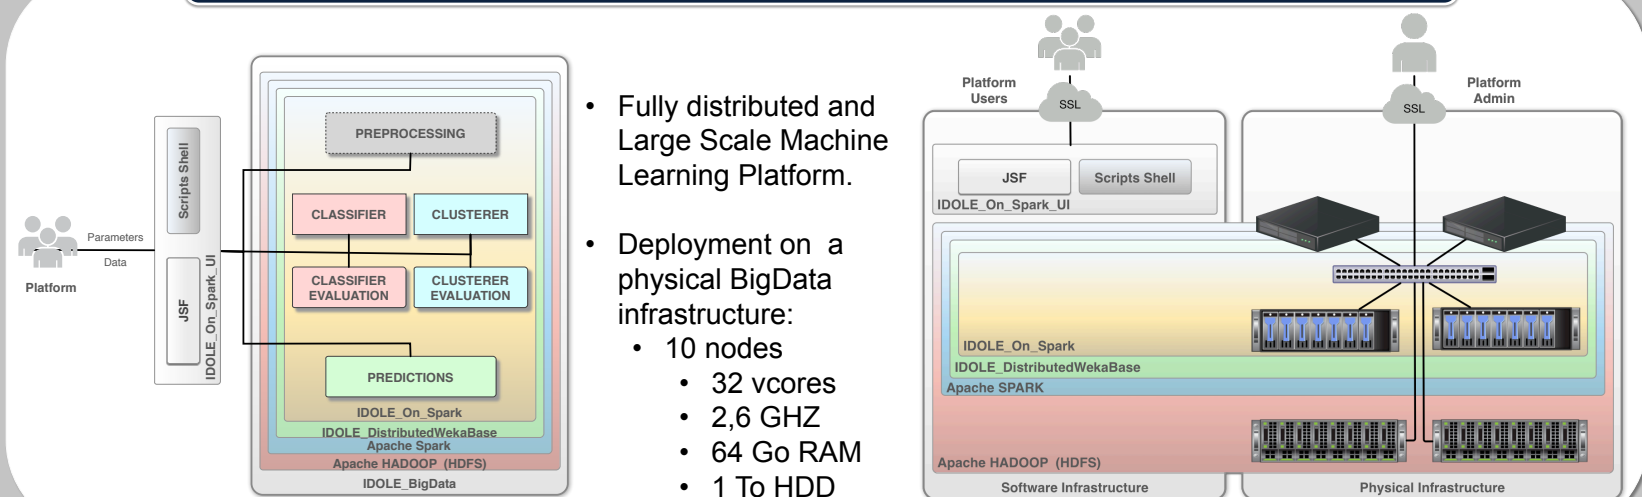 Parameters
Data
Platform
Scripts Shell
JSF
IDOLE_On_Spark_UI
PREPROCESSING
CLASSIFIER
CLUSTERER
CLASSIFIER
EVALUATION
CLUSTERER
EVALUATION
PREDICTIONS
IDOLE_On_Spark
IDOLE_DistributedWekaBase
Apache Spark
Apache HADOOP (HDFS)
IDOLE_BigData
• Fully distributed and
Large Scale Machine
Learning Platform.
• Deployment on a
physical BigData
infrastructure:
• 10 nodes
• 32 vcores
• 2,6 GHZ
• 64 Go RAM
• 1 To HDD
Platform
Users
SSL
JSF
Scripts Shell
IDOLE_On_Spark_UI
Platform
Admin
SSL
IDOLE_On_Spark
IDOLE_DistributedWekaBase
Apache SPARK
Apache HADOOP (HDFS)
Software Infrastructure
Physical Infrastructure